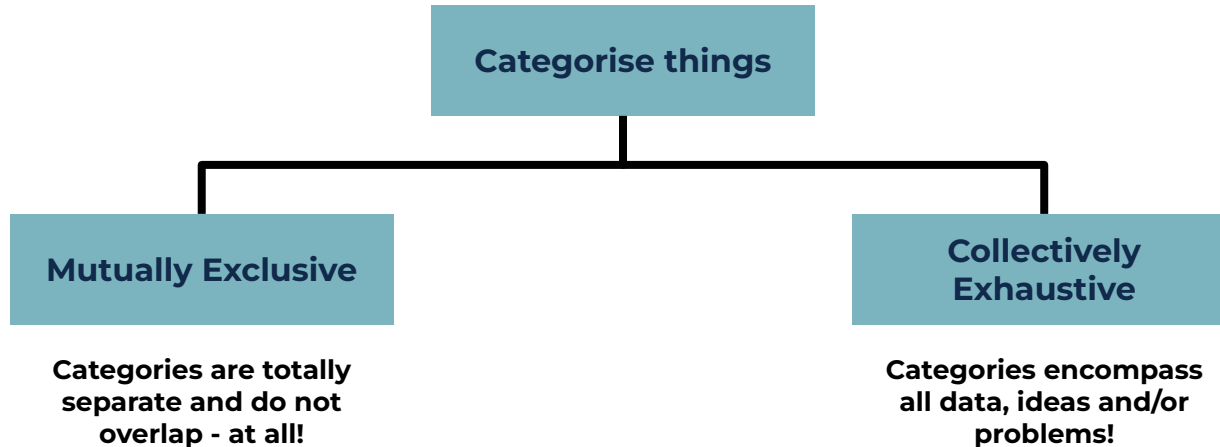 Categorise things
Mutually Exclusive
Collectively
Exhaustive
Categories are totally
separate and do not
overlap - at all!
Categories encompass
all data, ideas and/or
problems!